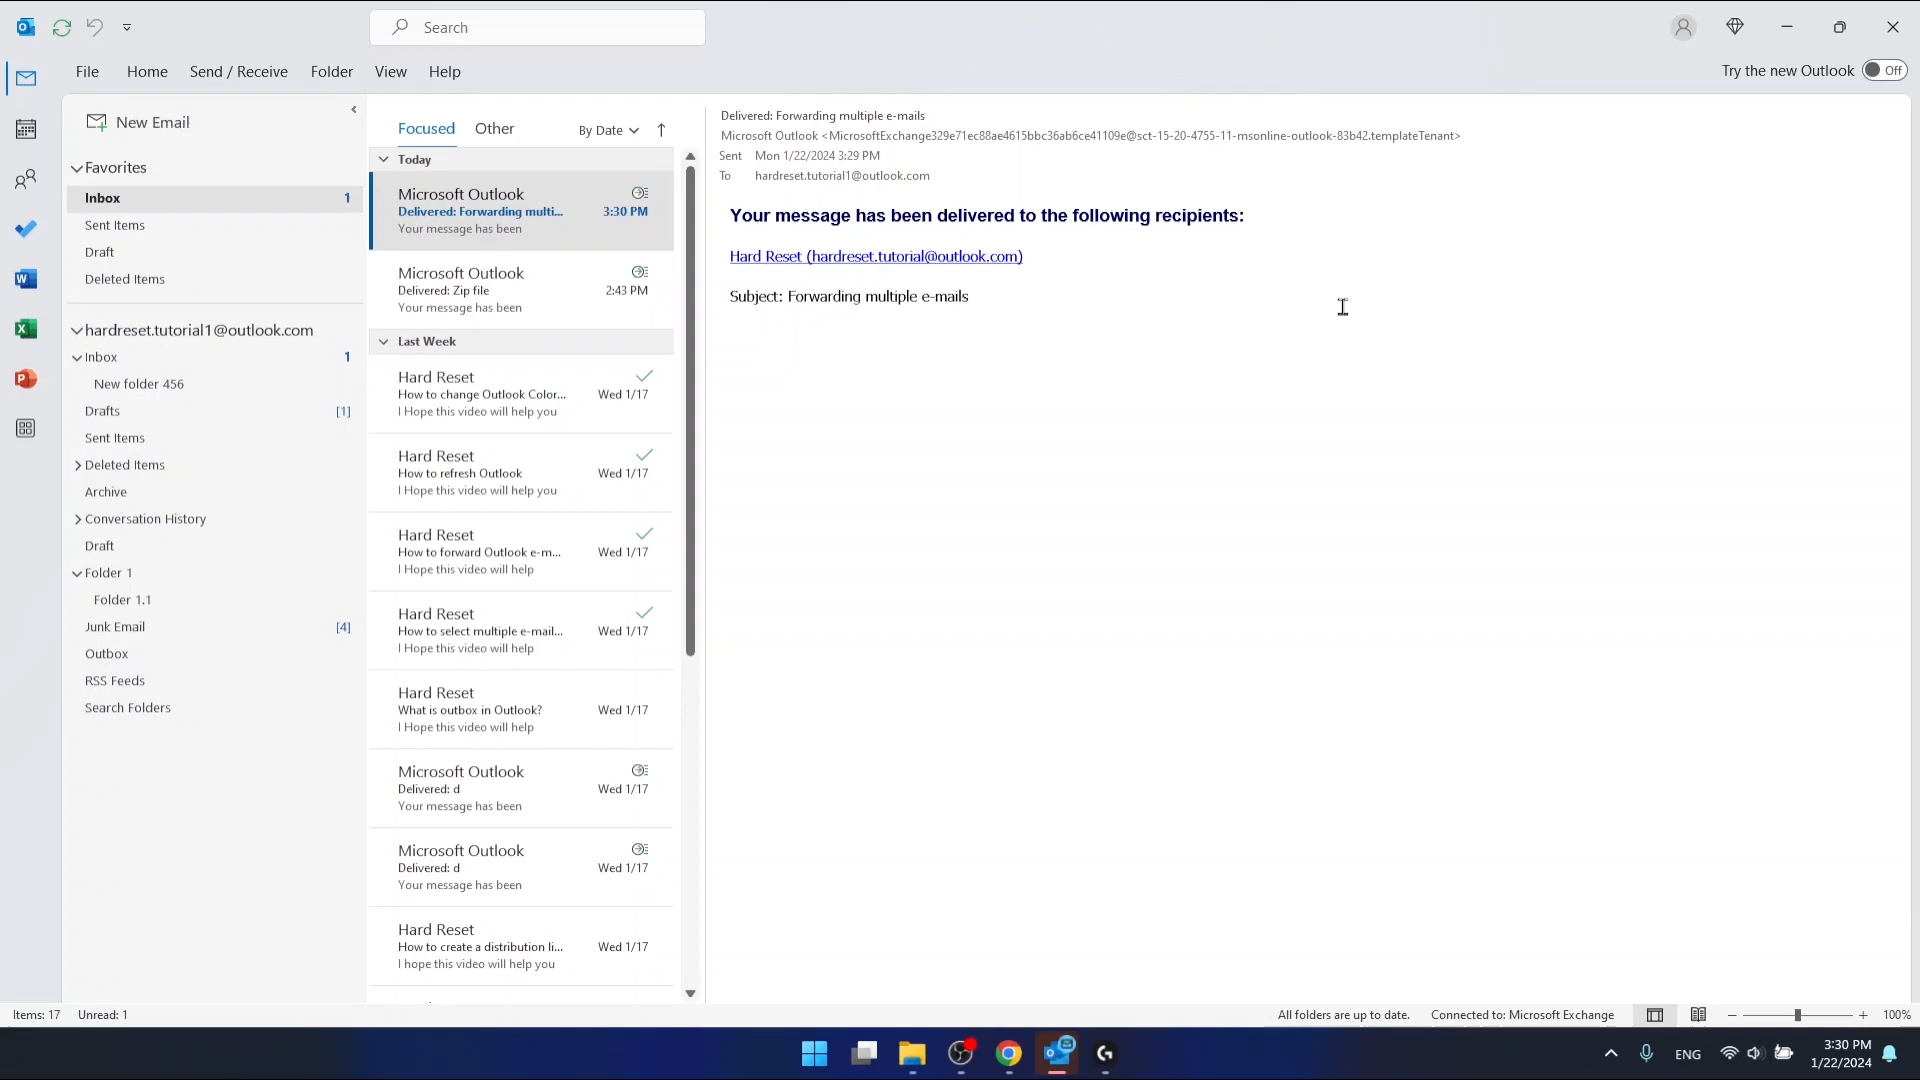 Search
File Home Send / Receive Folder View Help
Try the new Outlook Off
New Email
Favorites
Inbox 1
Sent Items
Draft
Deleted Items
hardreset.tutorial1@outlook.com
Inbox 1
New folder 456
Drafts [1]
Sent Items
Deleted Items
Archive
Conversation History
Draft
Folder 1
Folder 1.1
Junk Email [4]
Outbox
RSS Feeds
Search Folders
Focused Other By Date
Today
Microsoft Outlook
Delivered: Forwarding multi... 3:30 PM
Your message has been
Microsoft Outlook
Delivered: Zip file 2:43 PM
Your message has been
Last Week
Hard Reset
How to change Outlook Color... Wed 1/17
I Hope this video will help you
Hard Reset
How to refresh Outlook Wed 1/17
I Hope this video will help you
Hard Reset
How to forward Outlook e-m... Wed 1/17
I Hope this video will help
Hard Reset
How to select multiple e-mail... Wed 1/17
I Hope this video will help
Hard Reset
What is outbox in Outlook? Wed 1/17
I Hope this video will help
Microsoft Outlook
Delivered: d Wed 1/17
Your message has been
Microsoft Outlook
Delivered: d Wed 1/17
Your message has been
Hard Reset
How to create a distribution li... Wed 1/17
I hope this video will help you
Delivered: Forwarding multiple e-mails
Microsoft Outlook <MicrosoftExchange329e71ec88ae4615bbc36ab6ce41109e@sct-15-20-4755-11-msonline-outlook-83b42.templateTenant>
Sent Mon 1/22/2024 3:29 PM
To hardreset.tutorial1@outlook.com
Your message has been delivered to the following recipients:
Hard Reset (hardreset.tutorial@outlook.com)
Subject: Forwarding multiple e-mails
Items: 17 Unread: 1 All folders are up to date. Connected to: Microsoft Exchange 100%
ENG 3:30 PM
1/22/2024